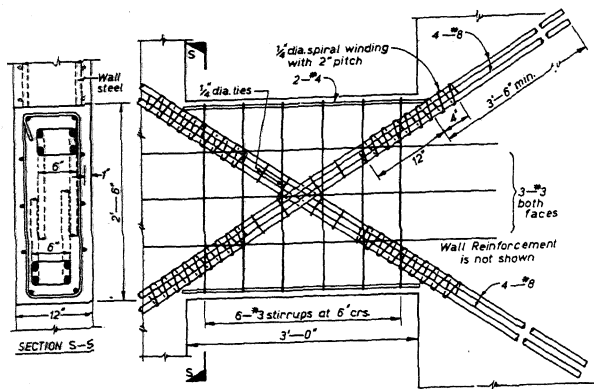 S
1/4 dia. spiral winding
with 2" pitch
4-#8
2-#4
1/4" dia. ties
Wall
steel
3'-6" min.
4"
12"
6"
1"
2'-6"
3-#3
both
faces
Wall Reinforcement
is not shown
6"
4-#8
12"
6-#3 stirrups at 6" crs.
3'-0"
SECTION S-S
S